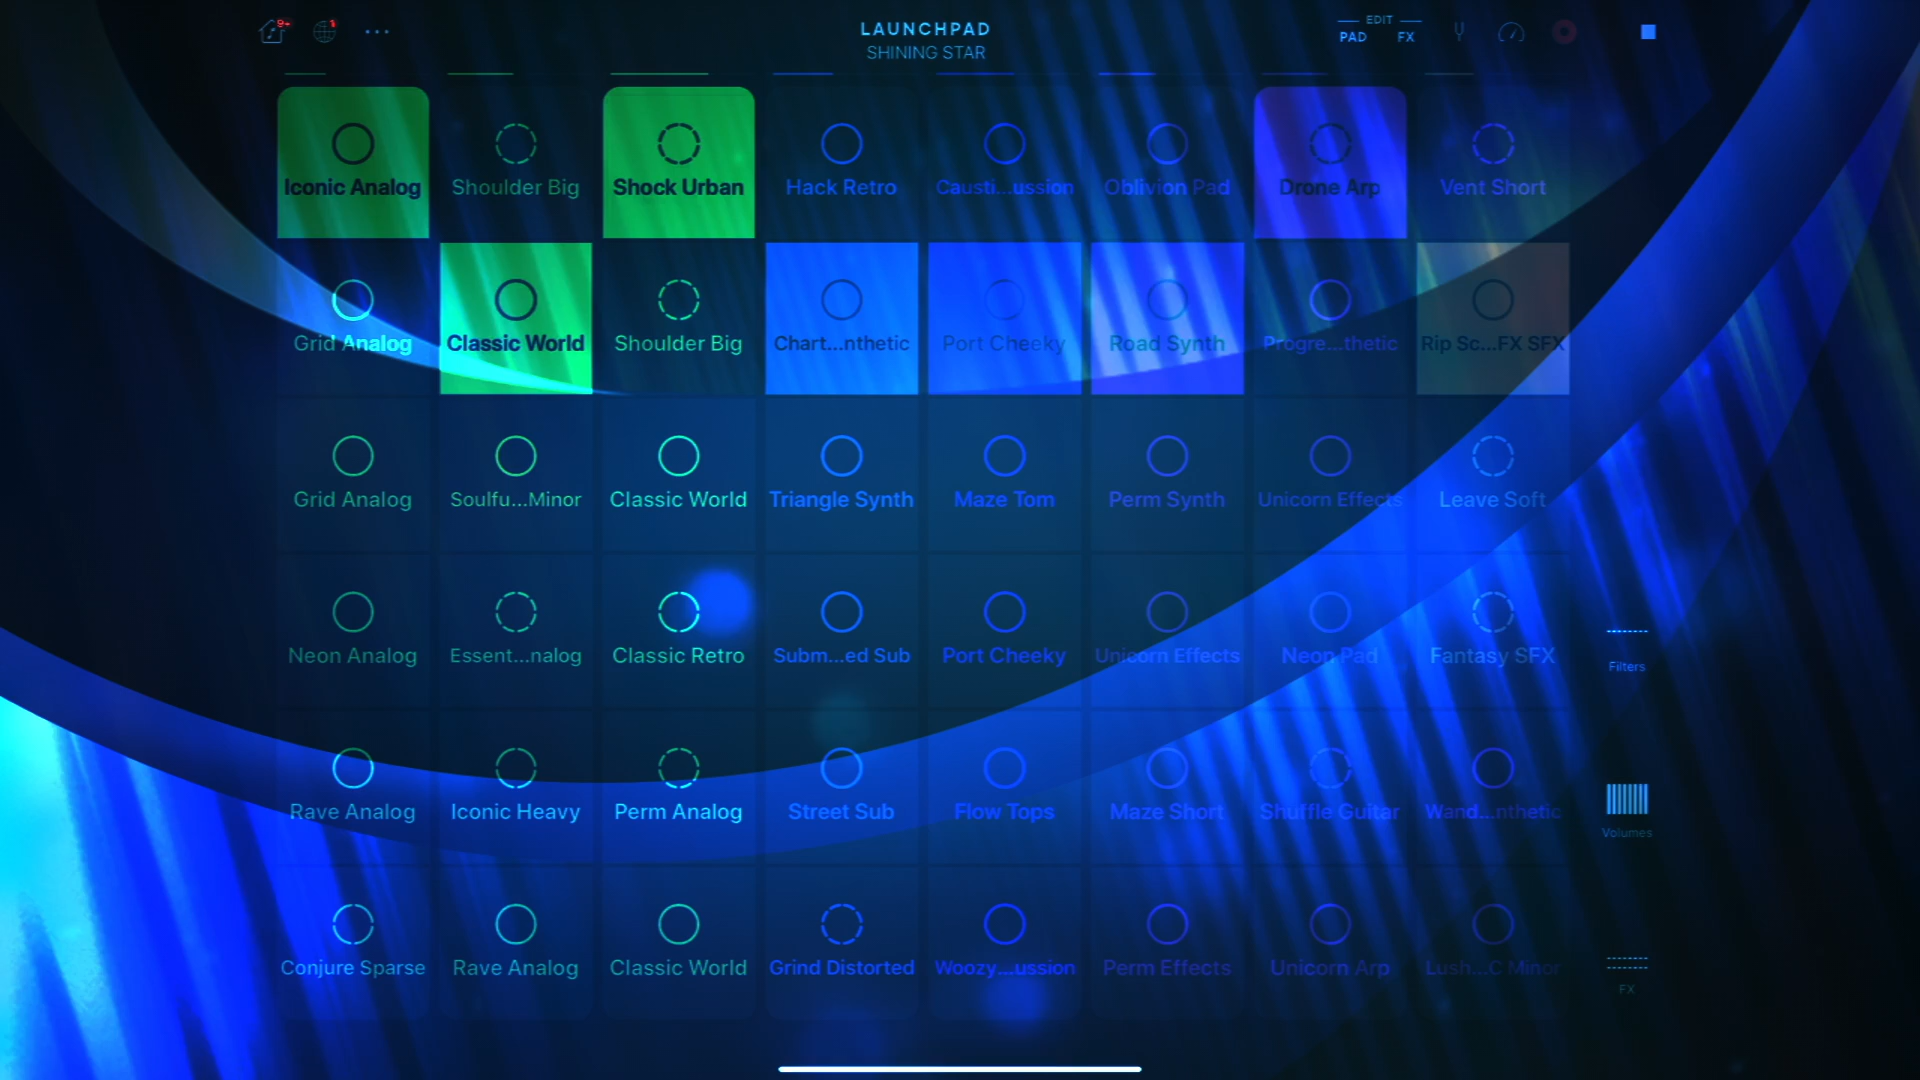 9+
LAUNCHPAD
SHINING STAR
EDIT
PAD FX
Iconic Analog Shoulder Big Shock Urban Hack Retro Causti...ussion Oblivion Pad Drone Arp Vent Short
Grid Analog Classic World Shoulder Big Chart...nthetic Port Cheeky Road Synth Progre...thetic Rip Sc...FX SFX
Grid Analog Soulfu...Minor Classic World Triangle Synth Maze Tom Perm Synth Unicorn Effects Leave Soft
Neon Analog Essent...nalog Classic Retro Subm...ed Sub Port Cheeky Unicorn Effects Neon Pad Fantasy SFX
Filters
Rave Analog Iconic Heavy Perm Analog Street Sub Flow Tops Maze Short Shuffle Guitar Wand...nthetic
Volumes
Conjure Sparse Rave Analog Classic World Grind Distorted Woozy...ussion Perm Effects Unicorn Arp Lush...C Minor
FX